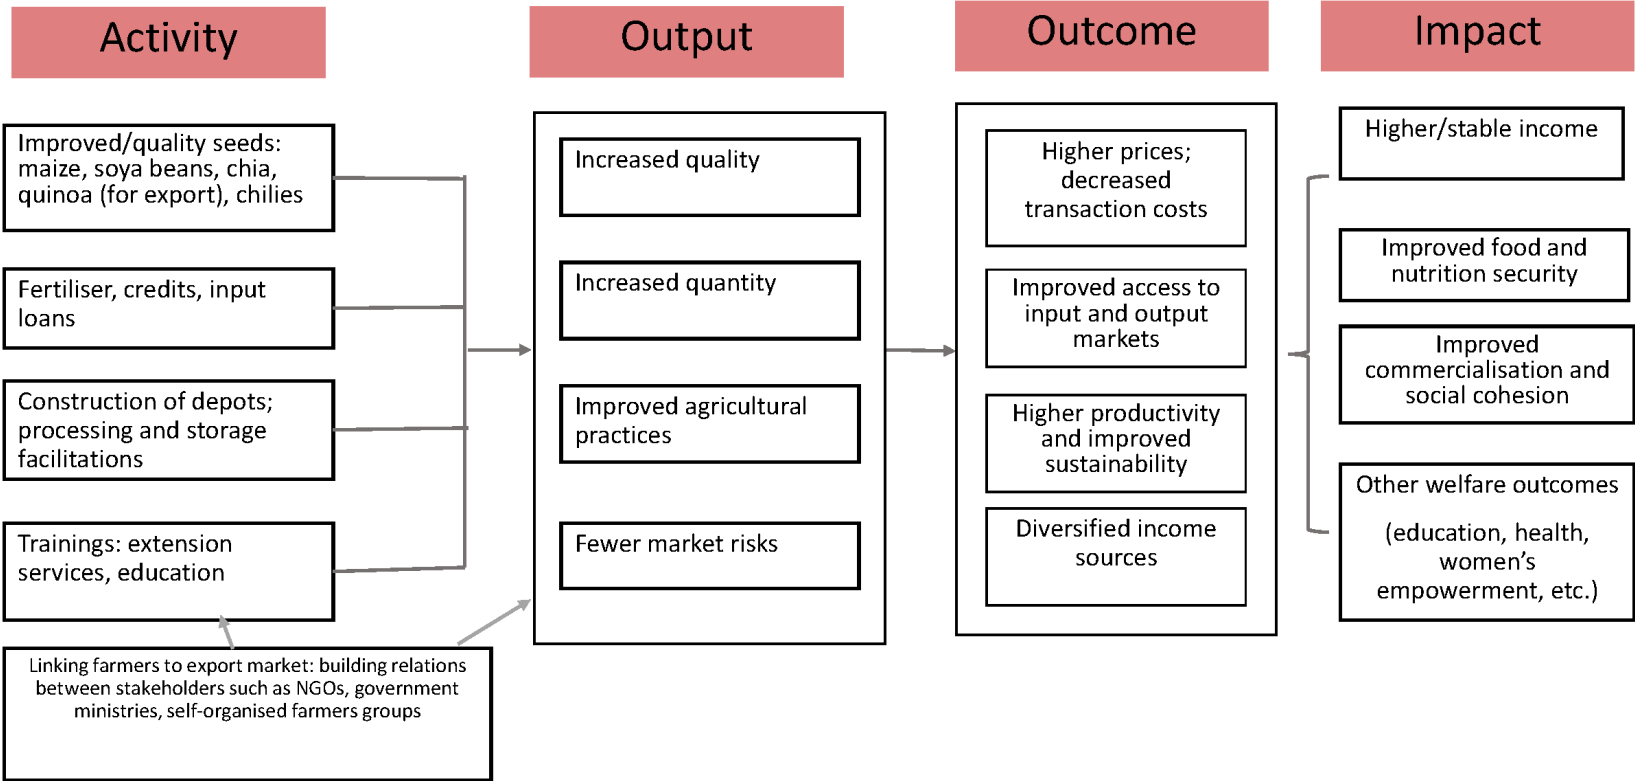 Activity
Output
Outcome
Impact
Improved/quality seeds:
maize, soya beans, chia,
quinoa (for export), chilies
Fertiliser, credits, input
loans
Construction of depots;
processing and storage
facilitations
Trainings: extension
services, education
Linking farmers to export market: building relations
between stakeholders such as NGOs, government
ministries, self-organised farmers groups
Increased quality
Increased quantity
Improved agricultural
practices
Fewer market risks
Higher prices;
decreased
transaction costs
Improved access to
input and output
markets
Higher productivity
and improved
sustainability
Diversified income
sources
Higher/stable income
Improved food and
nutrition security
Improved
commercialisation and
social cohesion
Other welfare outcomes
(education, health,
women’s
empowerment, etc.)